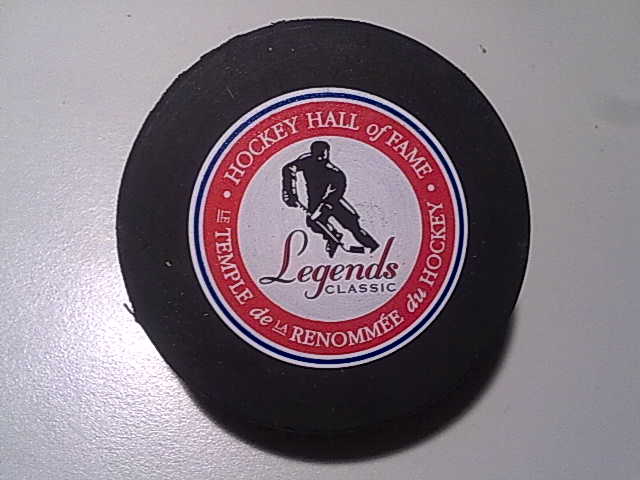 • HOCKEY HALL of FAME •
Legends
CLASSIC
LE TEMPLE de LA RENOMMÉE du HOCKEY